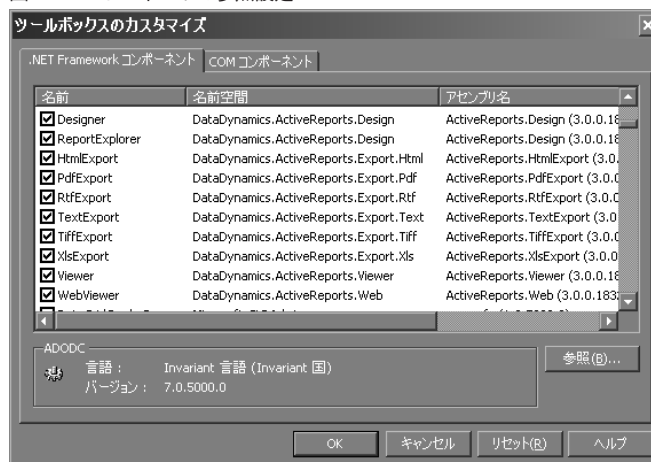 ツールボックスのカスタマイズ
.NET Framework コンポーネント COM コンポーネント
名前 名前空間 アセンブリ名
Designer DataDynamics.ActiveReports.Design ActiveReports.Design (3.0.0.18
ReportExplorer DataDynamics.ActiveReports.Design ActiveReports.Design (3.0.0.18
HtmlExport DataDynamics.ActiveReports.Export.Html ActiveReports.HtmlExport (3.0.
PdfExport DataDynamics.ActiveReports.Export.Pdf ActiveReports.PdfExport (3.0.0
RtfExport DataDynamics.ActiveReports.Export.Rtf ActiveReports.RtfExport (3.0.0
TextExport DataDynamics.ActiveReports.Export.Text ActiveReports.TextExport (3.0
TiffExport DataDynamics.ActiveReports.Export.Tiff ActiveReports.TiffExport (3.0.0
XlsExport DataDynamics.ActiveReports.Export.Xls ActiveReports.XlsExport (3.0.0
Viewer DataDynamics.ActiveReports.Viewer ActiveReports.Viewer (3.0.0.18
WebViewer DataDynamics.ActiveReports.Web ActiveReports.Web (3.0.0.183
ADODC
言語： Invariant 言語 (Invariant 国)
バージョン： 7.0.5000.0
参照(B)...
OK キャンセル リセット(R) ヘルプ